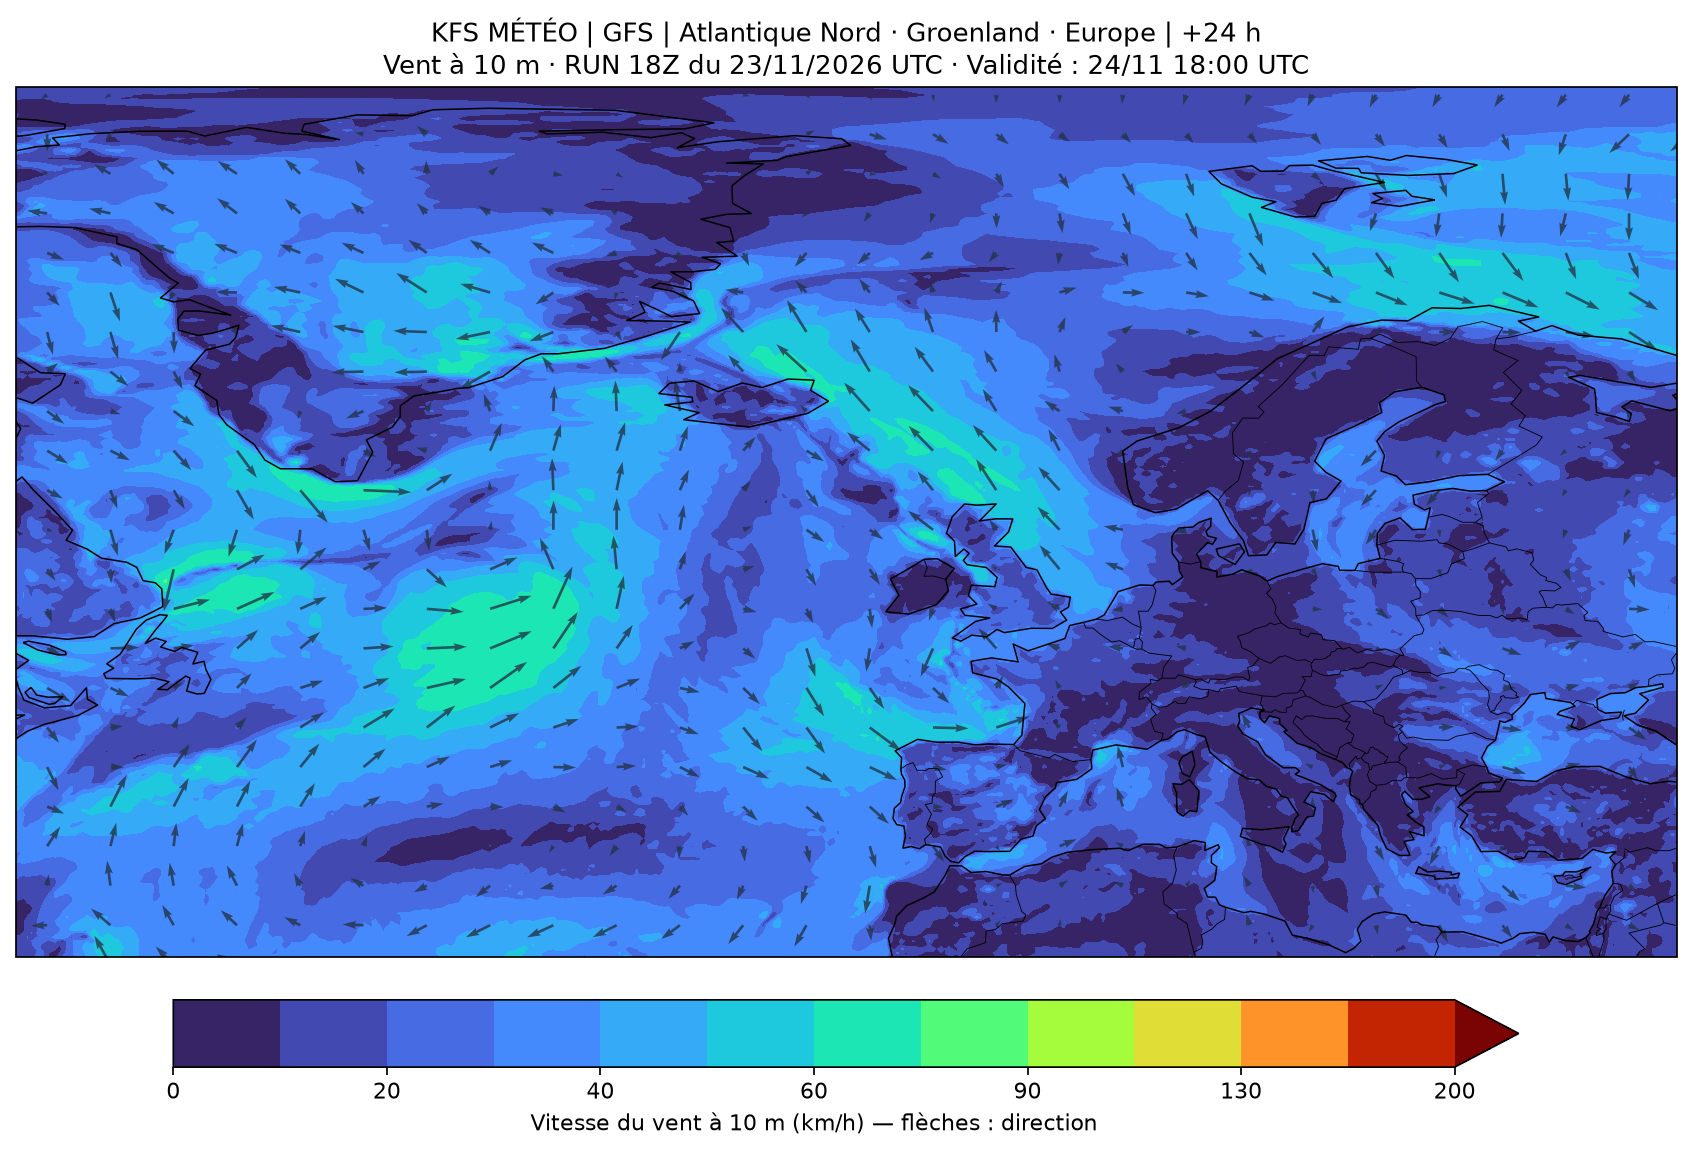 KFS MÉTÉO | GFS | Atlantique Nord · Groenland · Europe | +24 h
Vent à 10 m · RUN 18Z du 23/11/2026 UTC · Validité : 24/11 18:00 UTC
0 20 40 60 90 130 200
Vitesse du vent à 10 m (km/h) — flèches : direction